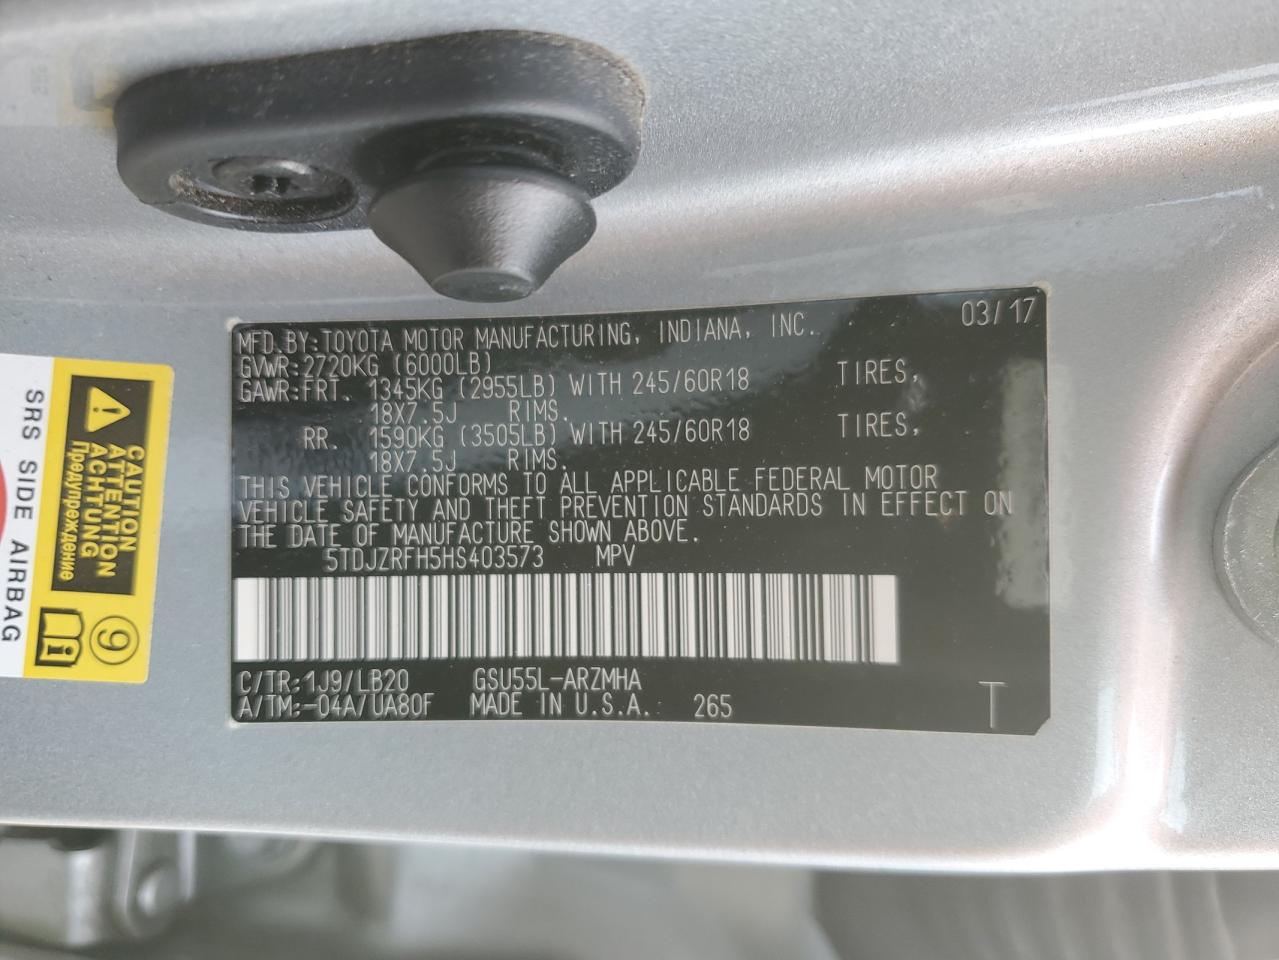 03/17
MFD.BY:TOYOTA MOTOR MANUFACTURING, INDIANA, INC.
GVWR:2720KG (6000LB)
GAWR:FRT. 1345KG (2955LB) WITH 245/60R18 TIRES,
18X7.5J RIMS.
RR. 1590KG (3505LB) WITH 245/60R18 TIRES,
18X7.5J RIMS.
THIS VEHICLE CONFORMS TO ALL APPLICABLE FEDERAL MOTOR
VEHICLE SAFETY AND THEFT PREVENTION STANDARDS IN EFFECT ON
THE DATE OF MANUFACTURE SHOWN ABOVE.
5TDJZRFH5HS403573 MPV
C/TR:1J9/LB20 GSU55L-ARZMHA
A/TM:-04A/UA80F MADE IN U.S.A. 265
T
CAUTION
ATTENTION
ACHTUNG
Предупреждение
SRS SIDE AIRBAG
9
i